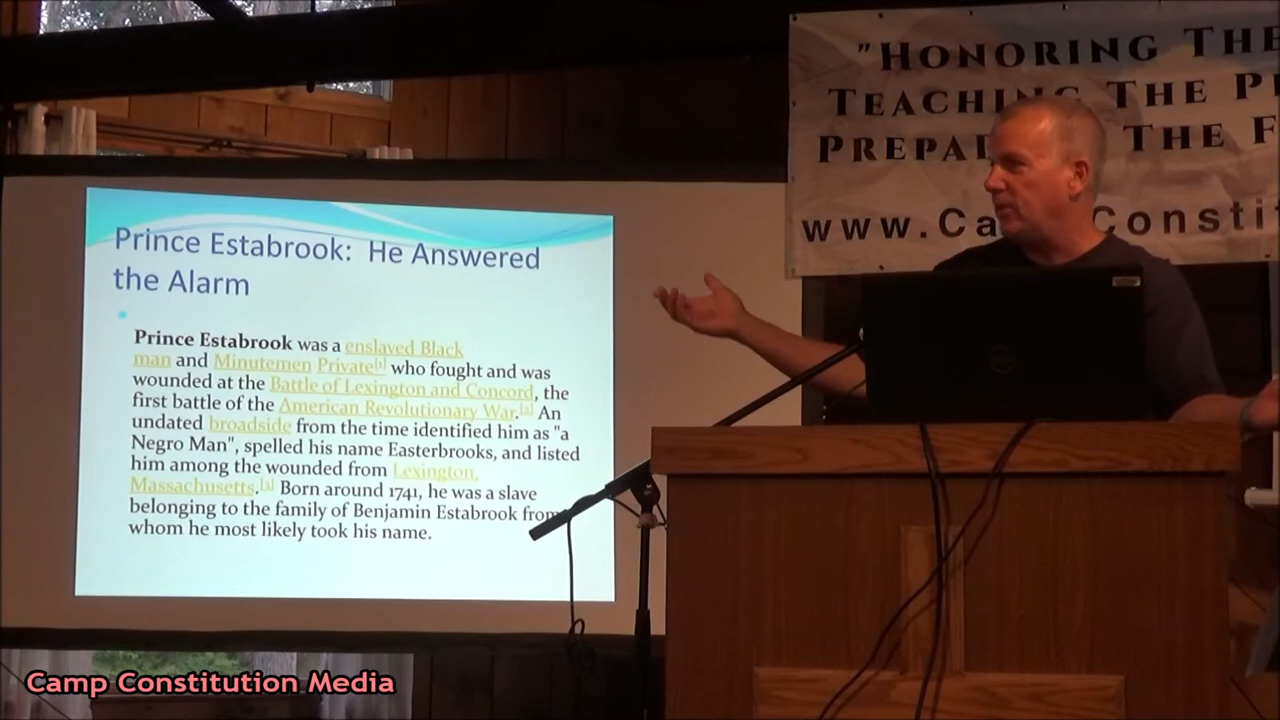 "HONORING THE
TEACHING THE P
PREPA THE F
www.Ca Constit
Prince Estabrook: He Answered
the Alarm
Prince Estabrook was a enslaved Black
man and Minutemen Private[1] who fought and was
wounded at the Battle of Lexington and Concord, the
first battle of the American Revolutionary War.[2] An
undated broadside from the time identified him as "a
Negro Man", spelled his name Easterbrooks, and listed
him among the wounded from Lexington,
Massachusetts.[3] Born around 1741, he was a slave
belonging to the family of Benjamin Estabrook from
whom he most likely took his name.
Camp Constitution Media